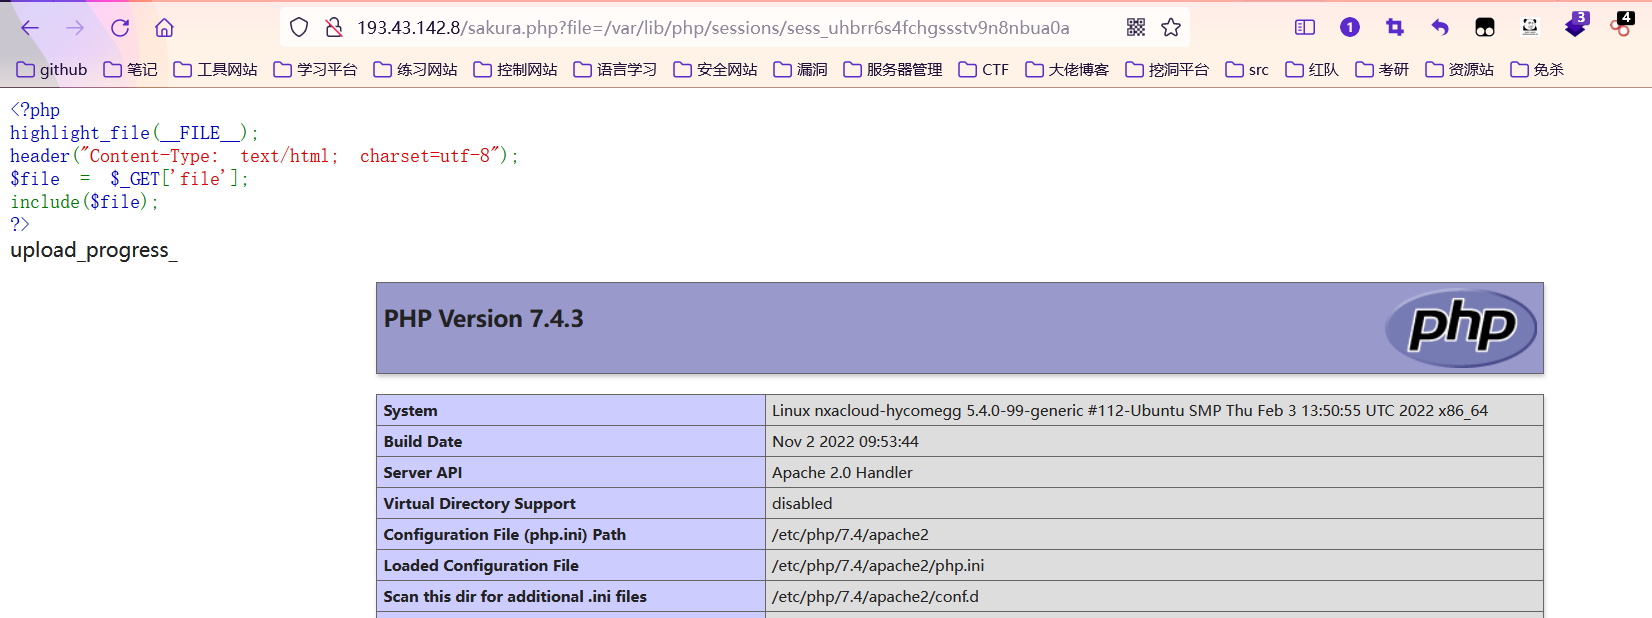 193.43.142.8/sakura.php?file=/var/lib/php/sessions/sess_uhbrr6s4fchgssstv9n8nbua0a
1
3
4
github 笔记 工具网站 学习平台 练习网站 控制网站 语言学习 安全网站 漏洞 服务器管理 CTF 大佬博客 挖洞平台 src 红队 考研 资源站 免杀
<?php
highlight_file(__FILE__);
header("Content-Type: text/html; charset=utf-8");
$file = $_GET['file'];
include($file);
?>
upload_progress_
PHP Version 7.4.3
php
System Linux nxacloud-hycomegg 5.4.0-99-generic #112-Ubuntu SMP Thu Feb 3 13:50:55 UTC 2022 x86_64
Build Date Nov 2 2022 09:53:44
Server API Apache 2.0 Handler
Virtual Directory Support disabled
Configuration File (php.ini) Path /etc/php/7.4/apache2
Loaded Configuration File /etc/php/7.4/apache2/php.ini
Scan this dir for additional .ini files /etc/php/7.4/apache2/conf.d